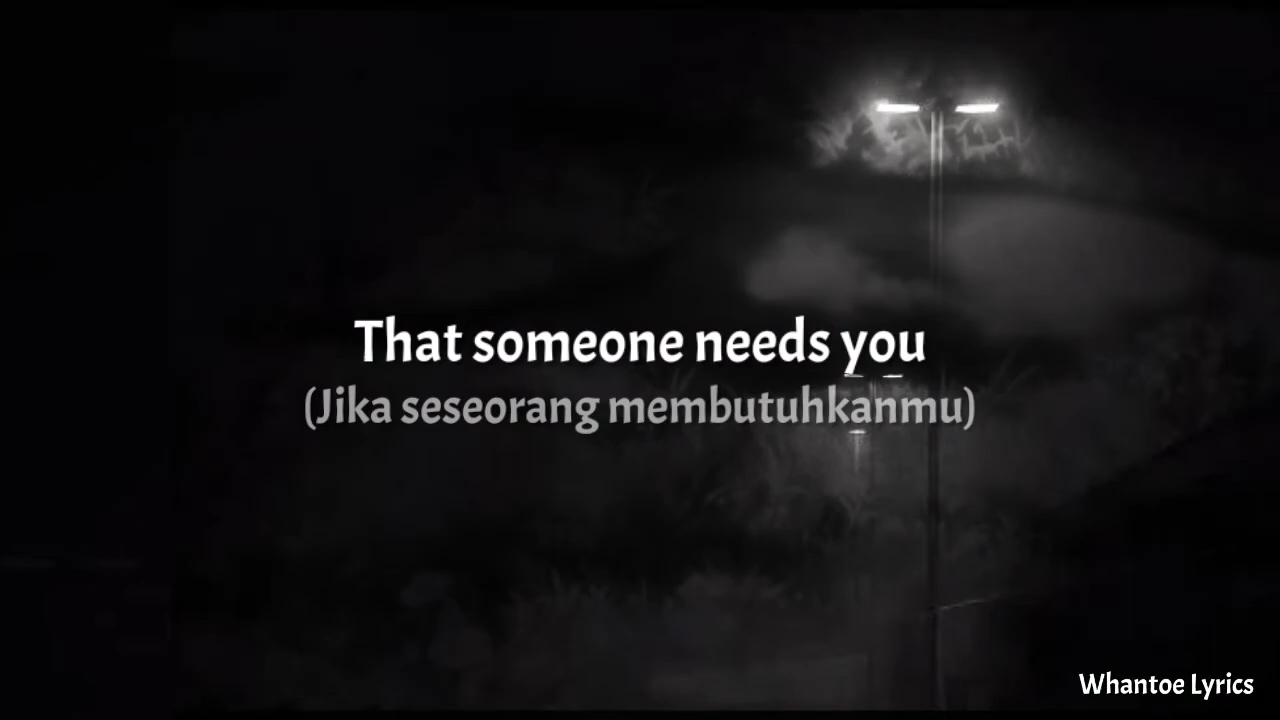 That someone needs you
(Jika seseorang membutuhkanmu)
Whantoe Lyrics